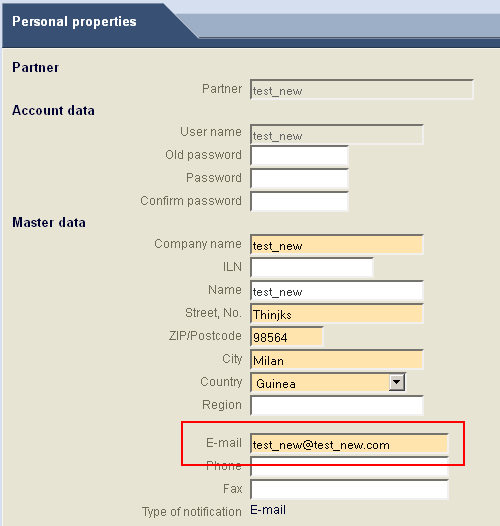 Personal properties
Partner
Partner test_new
Account data
User name test_new
Old password
Password
Confirm password
Master data
Company name test_new
ILN
Name test_new
Street, No. Thinjks
ZIP/Postcode 98564
City Milan
Country Guinea
Region
E-mail test_new@test_new.com
Phone
Fax
Type of notification E-mail